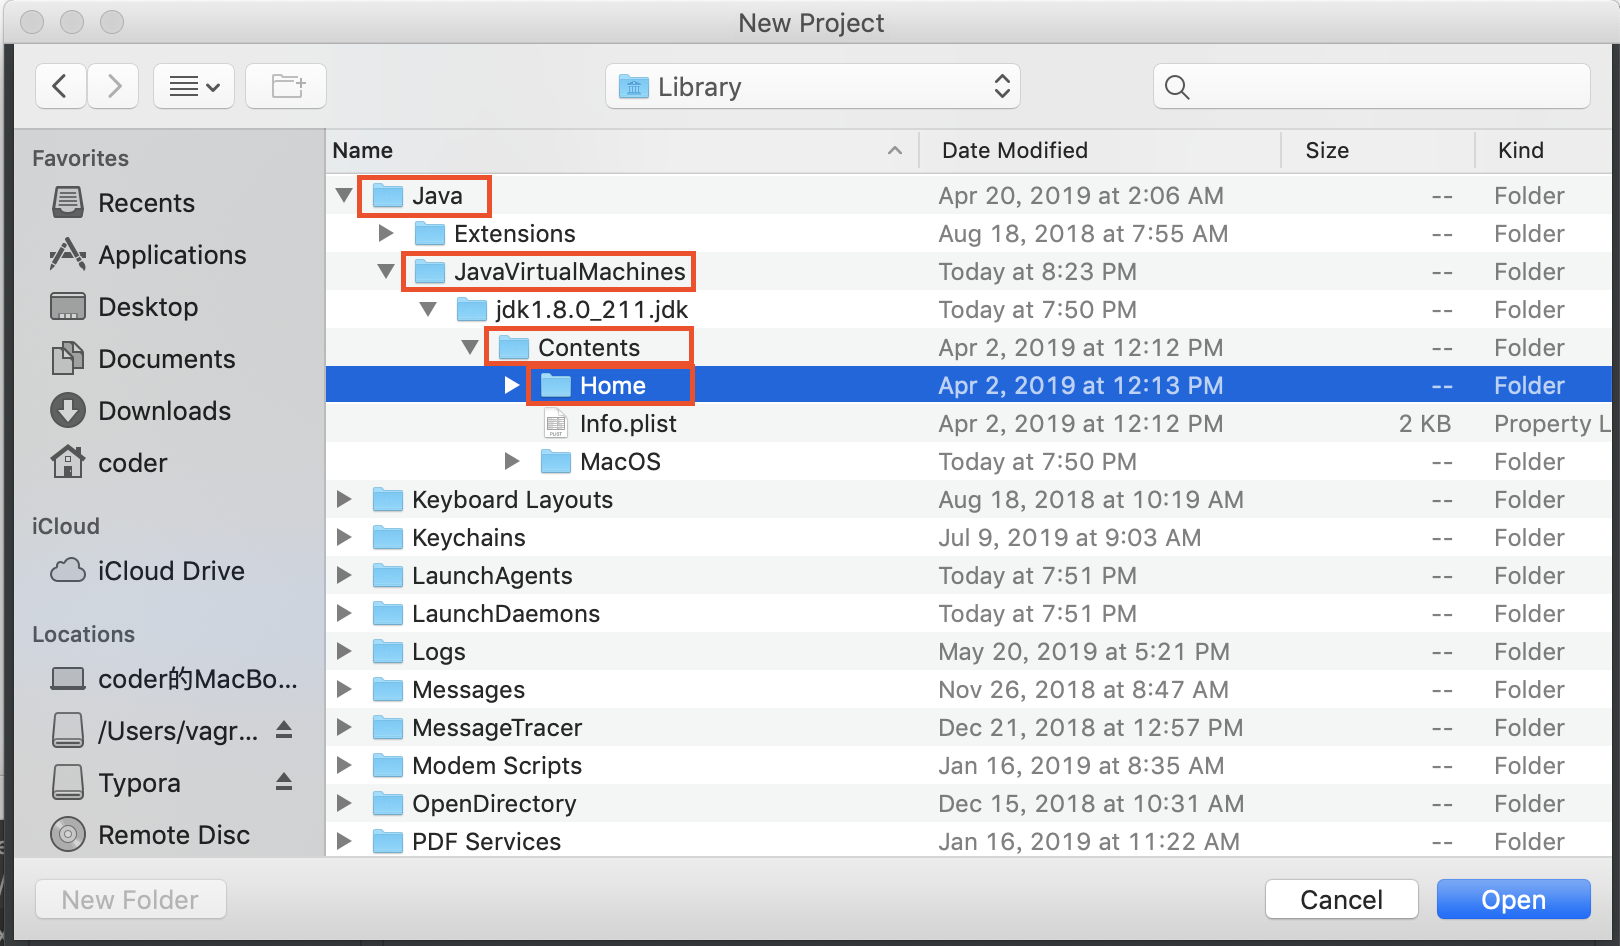 New Project
Library
Favorites
Recents
Applications
Desktop
Documents
Downloads
coder
iCloud
iCloud Drive
Locations
coder的MacBo...
/Users/vagr...
Typora
Remote Disc
Name Date Modified Size Kind
Java Apr 20, 2019 at 2:06 AM -- Folder
Extensions Aug 18, 2018 at 7:55 AM -- Folder
JavaVirtualMachines Today at 8:23 PM -- Folder
jdk1.8.0_211.jdk Today at 7:50 PM -- Folder
Contents Apr 2, 2019 at 12:12 PM -- Folder
Home Apr 2, 2019 at 12:13 PM -- Folder
Info.plist Apr 2, 2019 at 12:12 PM 2 KB Property L
MacOS Today at 7:50 PM -- Folder
Keyboard Layouts Aug 18, 2018 at 10:19 AM -- Folder
Keychains Jul 9, 2019 at 9:03 AM -- Folder
LaunchAgents Today at 7:51 PM -- Folder
LaunchDaemons Today at 7:51 PM -- Folder
Logs May 20, 2019 at 5:21 PM -- Folder
Messages Nov 26, 2018 at 8:47 AM -- Folder
MessageTracer Dec 21, 2018 at 12:57 PM -- Folder
Modem Scripts Jan 16, 2019 at 8:35 AM -- Folder
OpenDirectory Dec 15, 2018 at 10:31 AM -- Folder
PDF Services Jan 16, 2019 at 11:22 AM -- Folder
New Folder Cancel Open